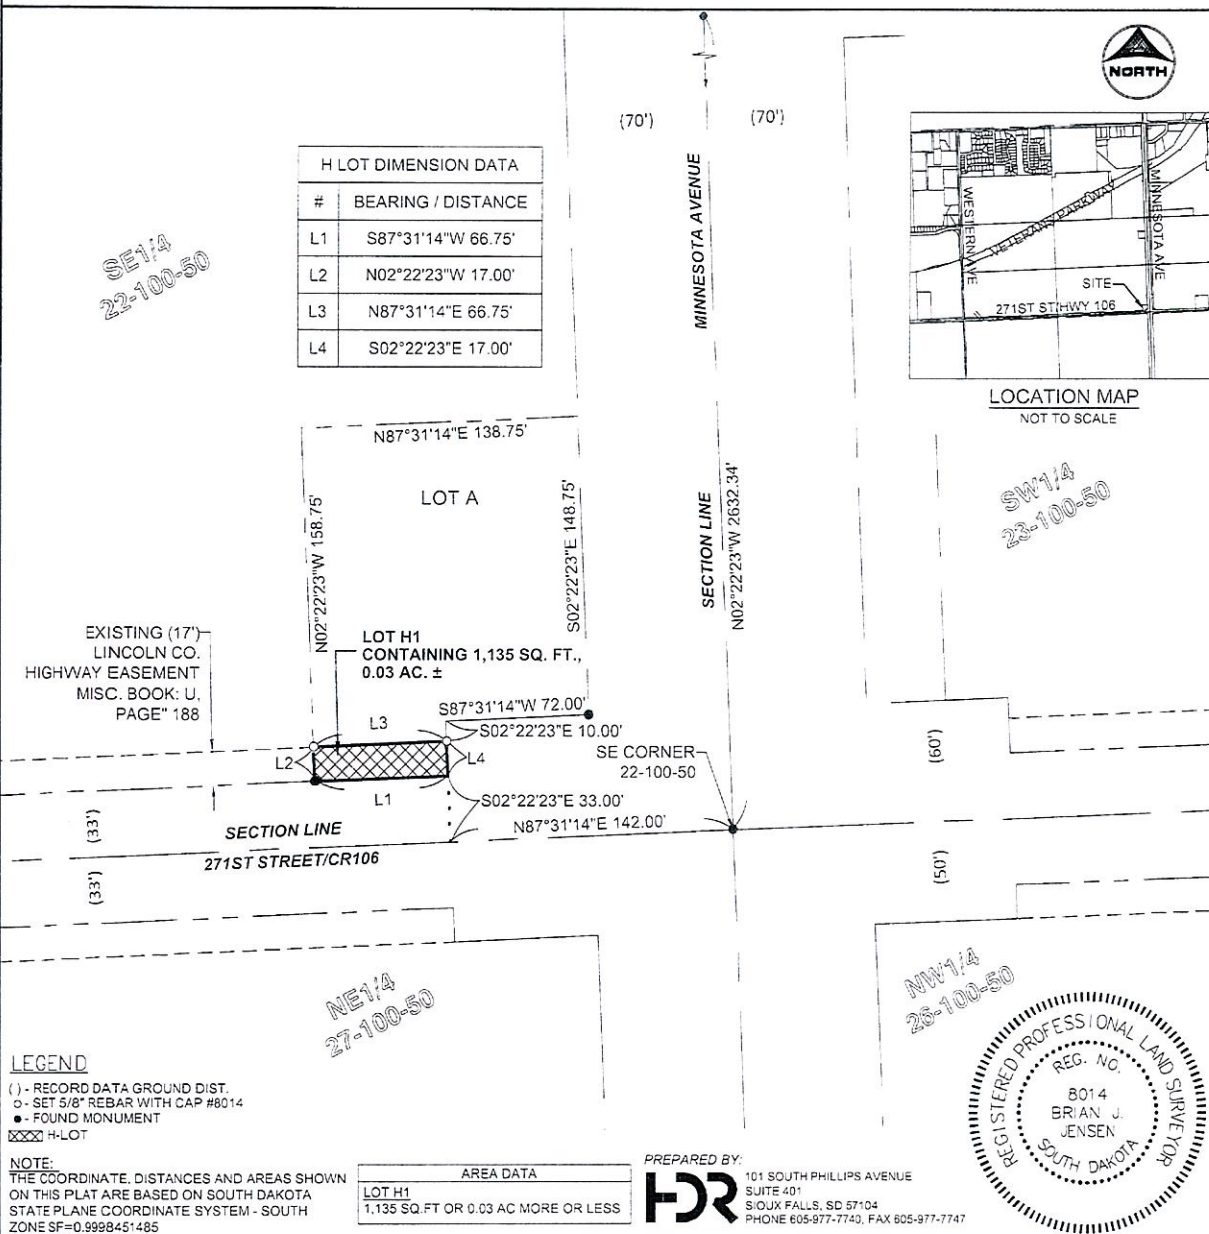 NORTH
(70')
(70')
MINNESOTA AVENUE
H LOT DIMENSION DATA
# BEARING / DISTANCE
L1 S87°31'14"W 66.75'
L2 N02°22'23"W 17.00'
L3 N87°31'14"E 66.75'
L4 S02°22'23"E 17.00'
SE1/4
22-100-50
WESTERN AVE
VETERANS PARKWAY
MINNESOTA AVE
SITE
271ST ST/HWY 106
LOCATION MAP
NOT TO SCALE
N87°31'14"E 138.75'
LOT A
N02°22'23"W 158.75'
S02°22'23"E 148.75'
SECTION LINE
N02°22'23"W 2632.34'
SW1/4
23-100-50
EXISTING (17')
LINCOLN CO.
HIGHWAY EASEMENT
MISC. BOOK: U,
PAGE" 188
LOT H1
CONTAINING 1,135 SQ. FT.,
0.03 AC. ±
S87°31'14"W 72.00'
L3
S02°22'23"E 10.00'
L2
L4
SE CORNER
22-100-50
(60')
L1
S02°22'23"E 33.00'
N87°31'14"E 142.00'
(33')
SECTION LINE
271ST STREET/CR106
(33')
(50')
NE1/4
27-100-50
NW1/4
26-100-50
LEGEND
( ) - RECORD DATA GROUND DIST.
○ - SET 5/8" REBAR WITH CAP #8014
● - FOUND MONUMENT
H-LOT
NOTE:
THE COORDINATE, DISTANCES AND AREAS SHOWN
ON THIS PLAT ARE BASED ON SOUTH DAKOTA
STATE PLANE COORDINATE SYSTEM - SOUTH
ZONE SF=0.9998451485
AREA DATA
LOT H1
1,135 SQ.FT OR 0.03 AC MORE OR LESS
PREPARED BY:
HDR
101 SOUTH PHILLIPS AVENUE
SUITE 401
SIOUX FALLS, SD 57104
PHONE 605-977-7740, FAX 605-977-7747
REGISTERED PROFESSIONAL LAND SURVEYOR
REG. NO.
8014
BRIAN J.
JENSEN
SOUTH DAKOTA